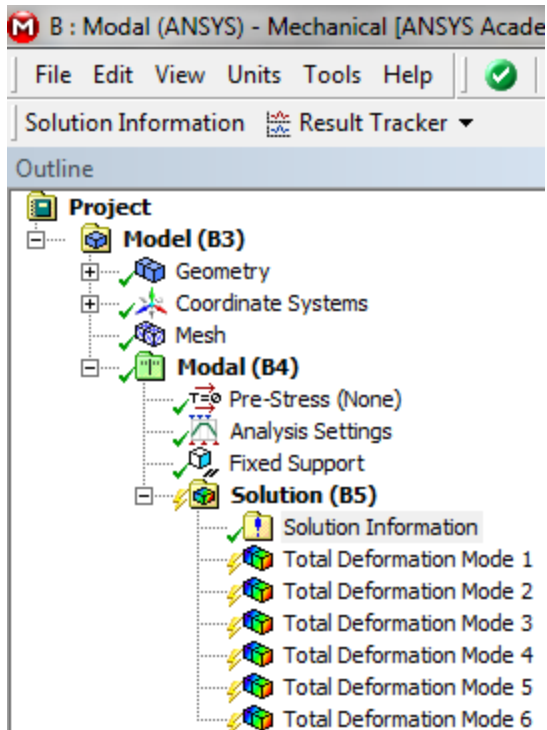 B : Modal (ANSYS) - Mechanical [ANSYS Acade
File Edit View Units Tools Help
Solution Information Result Tracker
Outline
Project
Model (B3)
Geometry
Coordinate Systems
Mesh
Modal (B4)
T=0 Pre-Stress (None)
Analysis Settings
Fixed Support
Solution (B5)
Solution Information
Total Deformation Mode 1
Total Deformation Mode 2
Total Deformation Mode 3
Total Deformation Mode 4
Total Deformation Mode 5
Total Deformation Mode 6